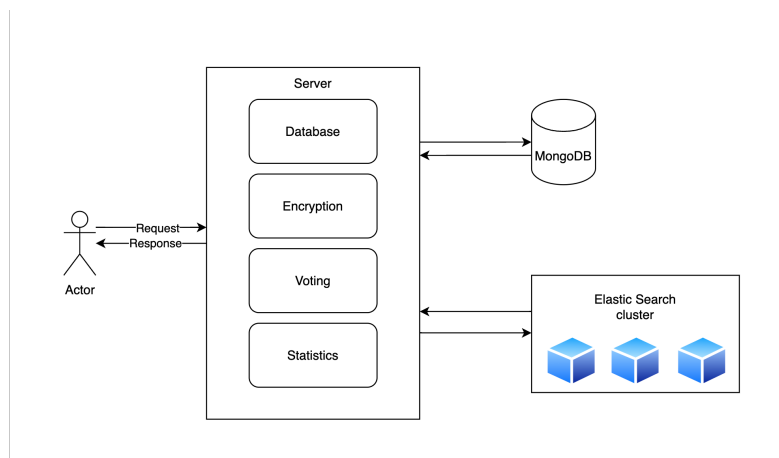 Server
Database
MongoDB
Encryption
Request
Response
Actor
Voting
Elastic Search
cluster
Statistics